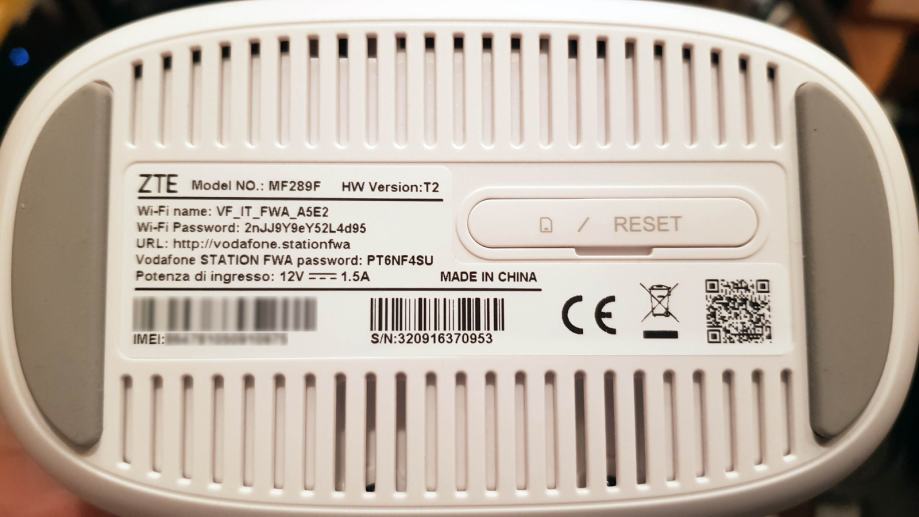 ZTE Model NO.: MF289F HW Version:T2
Wi-Fi name: VF_IT_FWA_A5E2
Wi-Fi Password: 2nJJ9Y9eY52L4d95
URL: http://vodafone.stationfwa
Vodafone STATION FWA password: PT6NF4SU
Potenza di ingresso: 12V 1.5A MADE IN CHINA
IMEI:
S/N:320916370953
/ RESET
CE